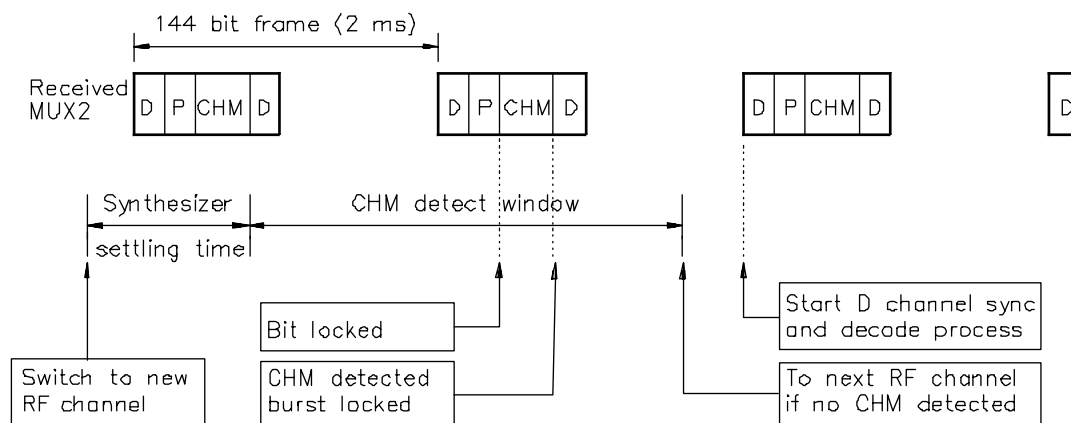 144 bit frame (2 ms)
Received
MUX2
D P CHM D
D P CHM D
D P CHM D
D
Synthesizer
settling time
CHM detect window
Bit locked
Start D channel sync
and decode process
Switch to new
RF channel
CHM detected
burst locked
To next RF channel
if no CHM detected